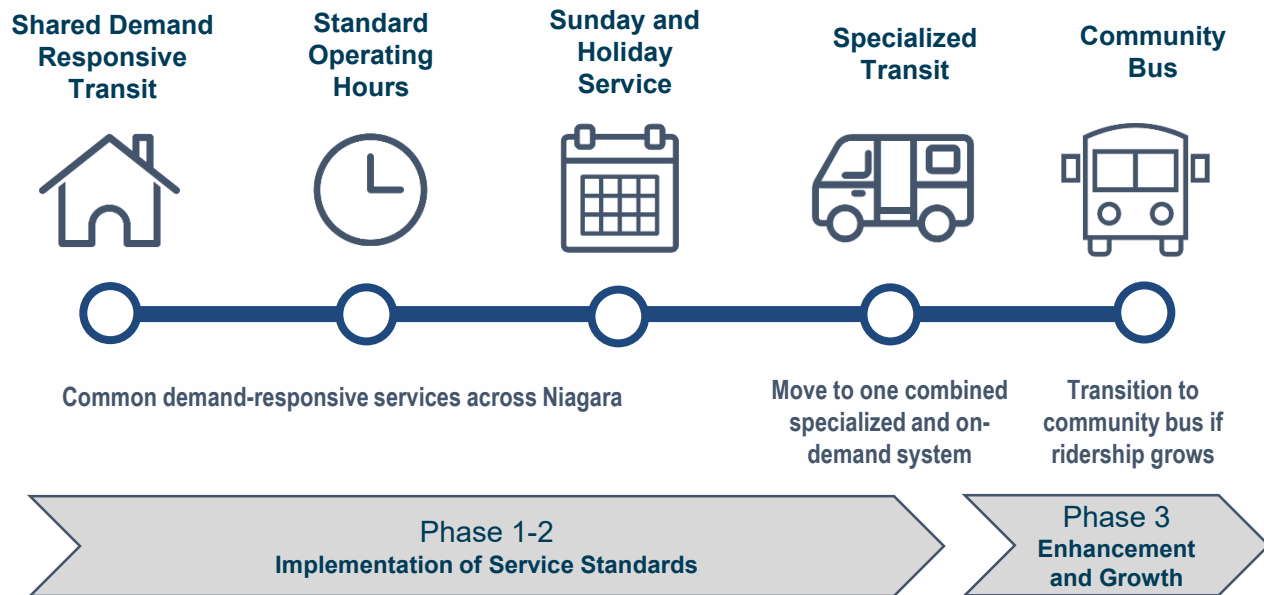 Shared Demand
Responsive
Transit
Standard
Operating
Hours
Sunday and
Holiday
Service
Specialized
Transit
Community
Bus
Common demand-responsive services across Niagara
Move to one combined
specialized and on-
demand system
Transition to
community bus if
ridership grows
Phase 1-2
Implementation of Service Standards
Phase 3
Enhancement
and Growth